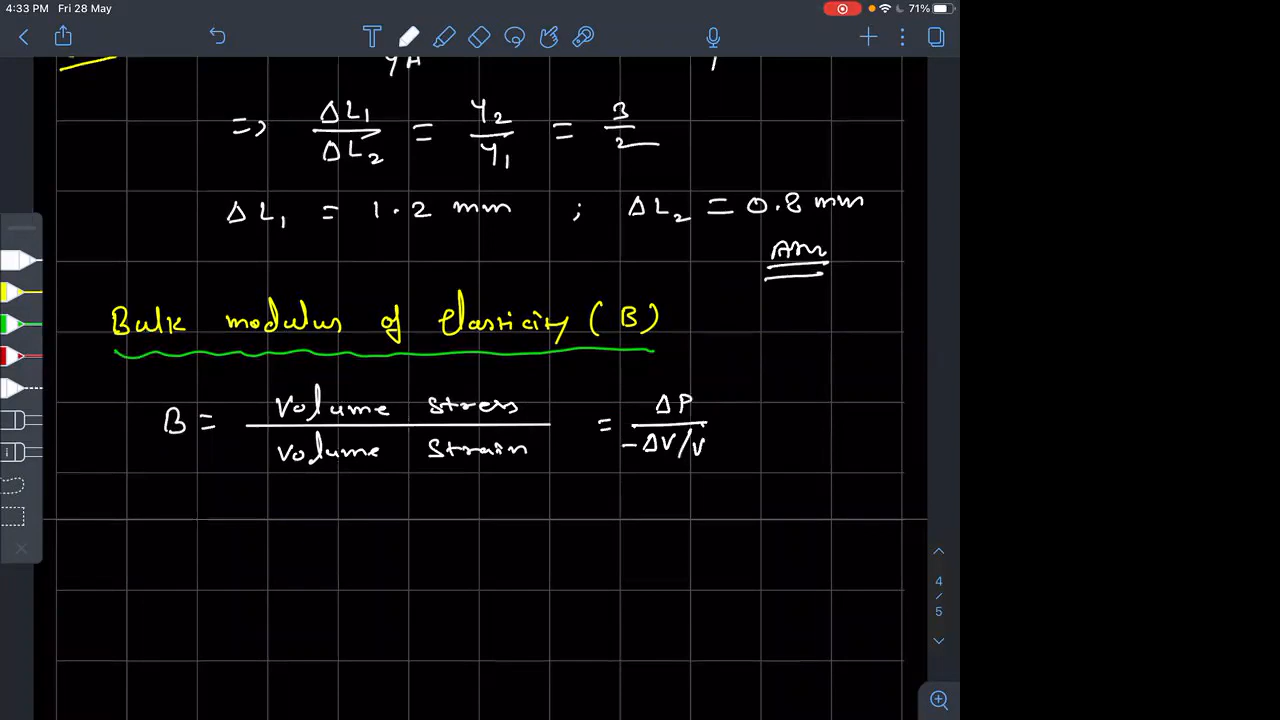 4:33 PM Fri 28 May 71%
T
=> ΔL₁/ΔL₂ = Y₂/Y₁ = 3/2
ΔL₁ = 1.2 mm ; ΔL₂ = 0.8 mm
Ans
Bulk modulus of Elasticity (B)
B = Volume Stress / Volume Strain = ΔP / -ΔV/V
4
/
5